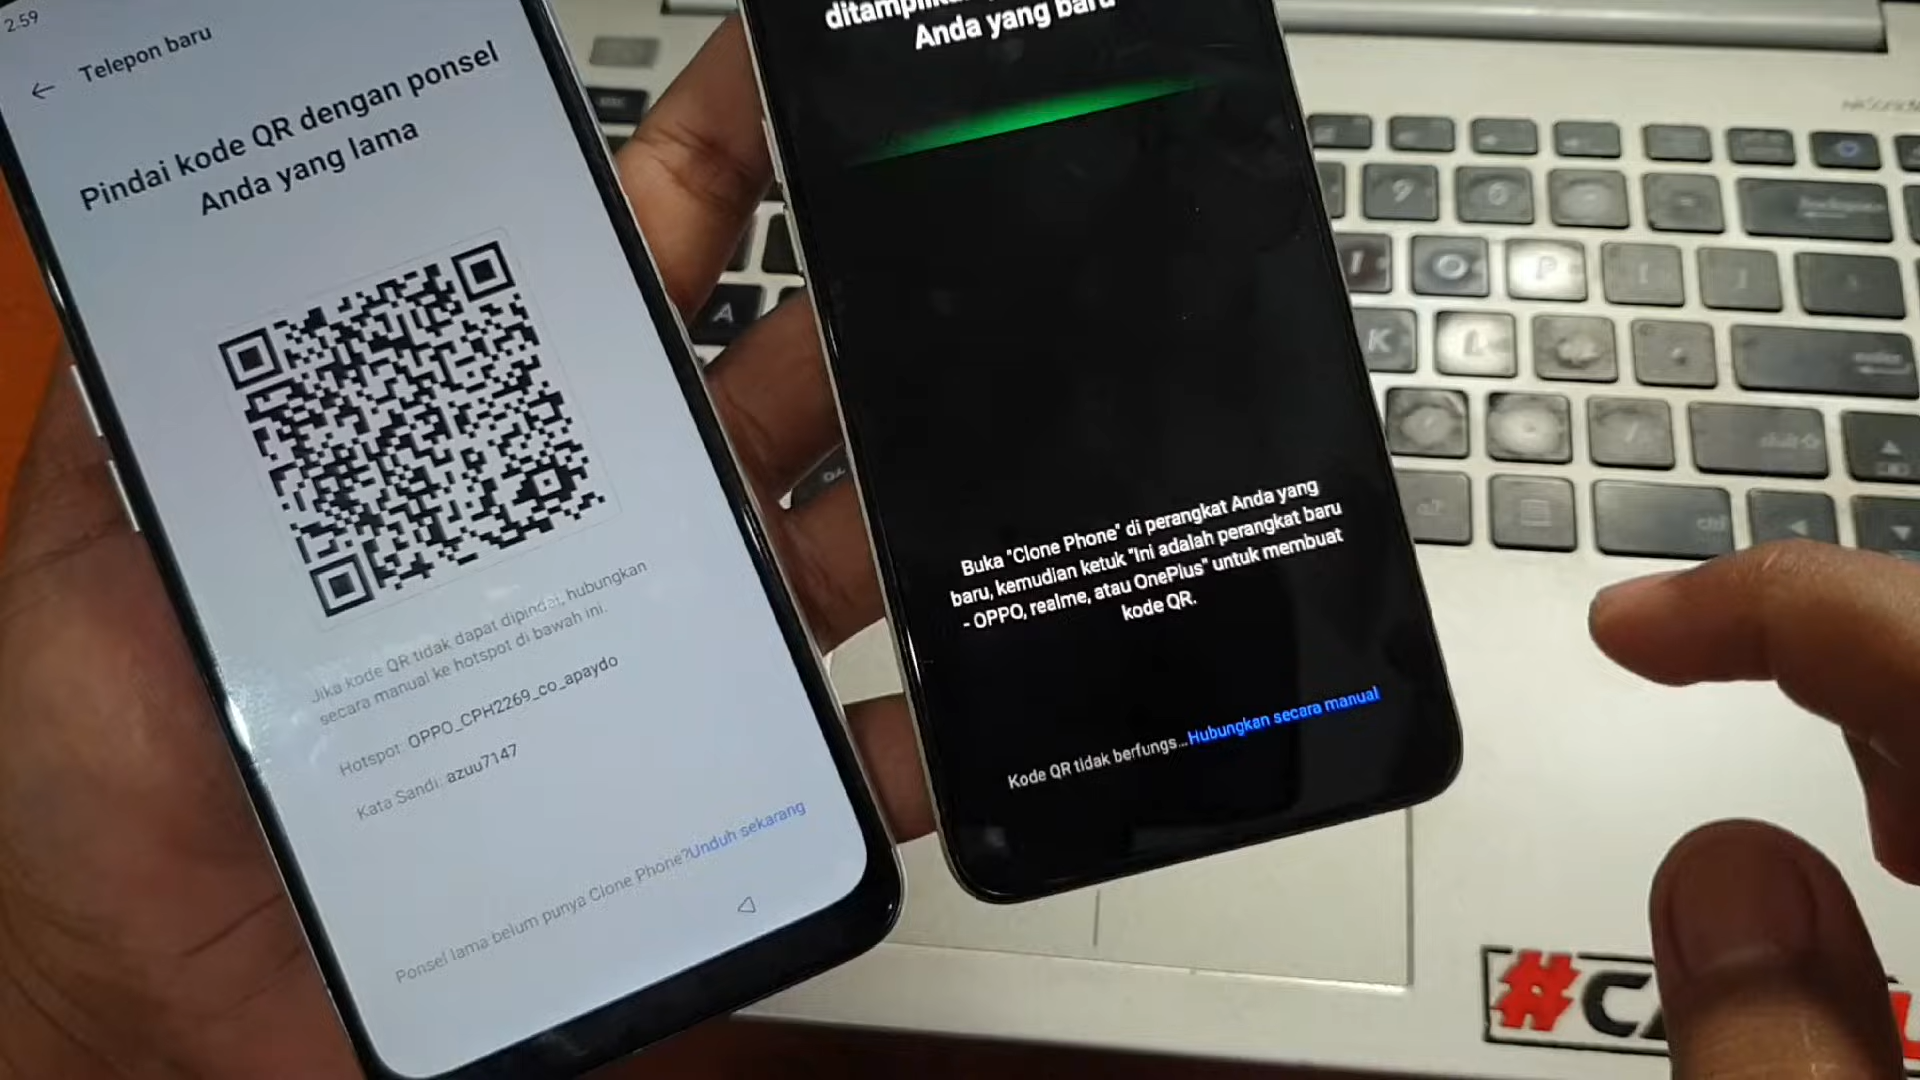 2.59
Telepon baru
Pindai kode QR dengan ponsel
Anda yang lama
Jika kode QR tidak dapat dipindai, hubungkan
secara manual ke hotspot di bawah ini.
Hotspot: OPPO_CPH2269_co_apaydo
Kata Sandi: azuu7147
Ponsel lama belum punya Clone Phone?Unduh sekarang
Anda yang baru
Buka "Clone Phone" di perangkat Anda yang
baru, kemudian ketuk "Ini adalah perangkat baru
- OPPO, realme, atau OnePlus" untuk membuat
kode QR.
Kode QR tidak berfungs...Hubungkan secara manual
A
9
O
P
K
L
ctrl